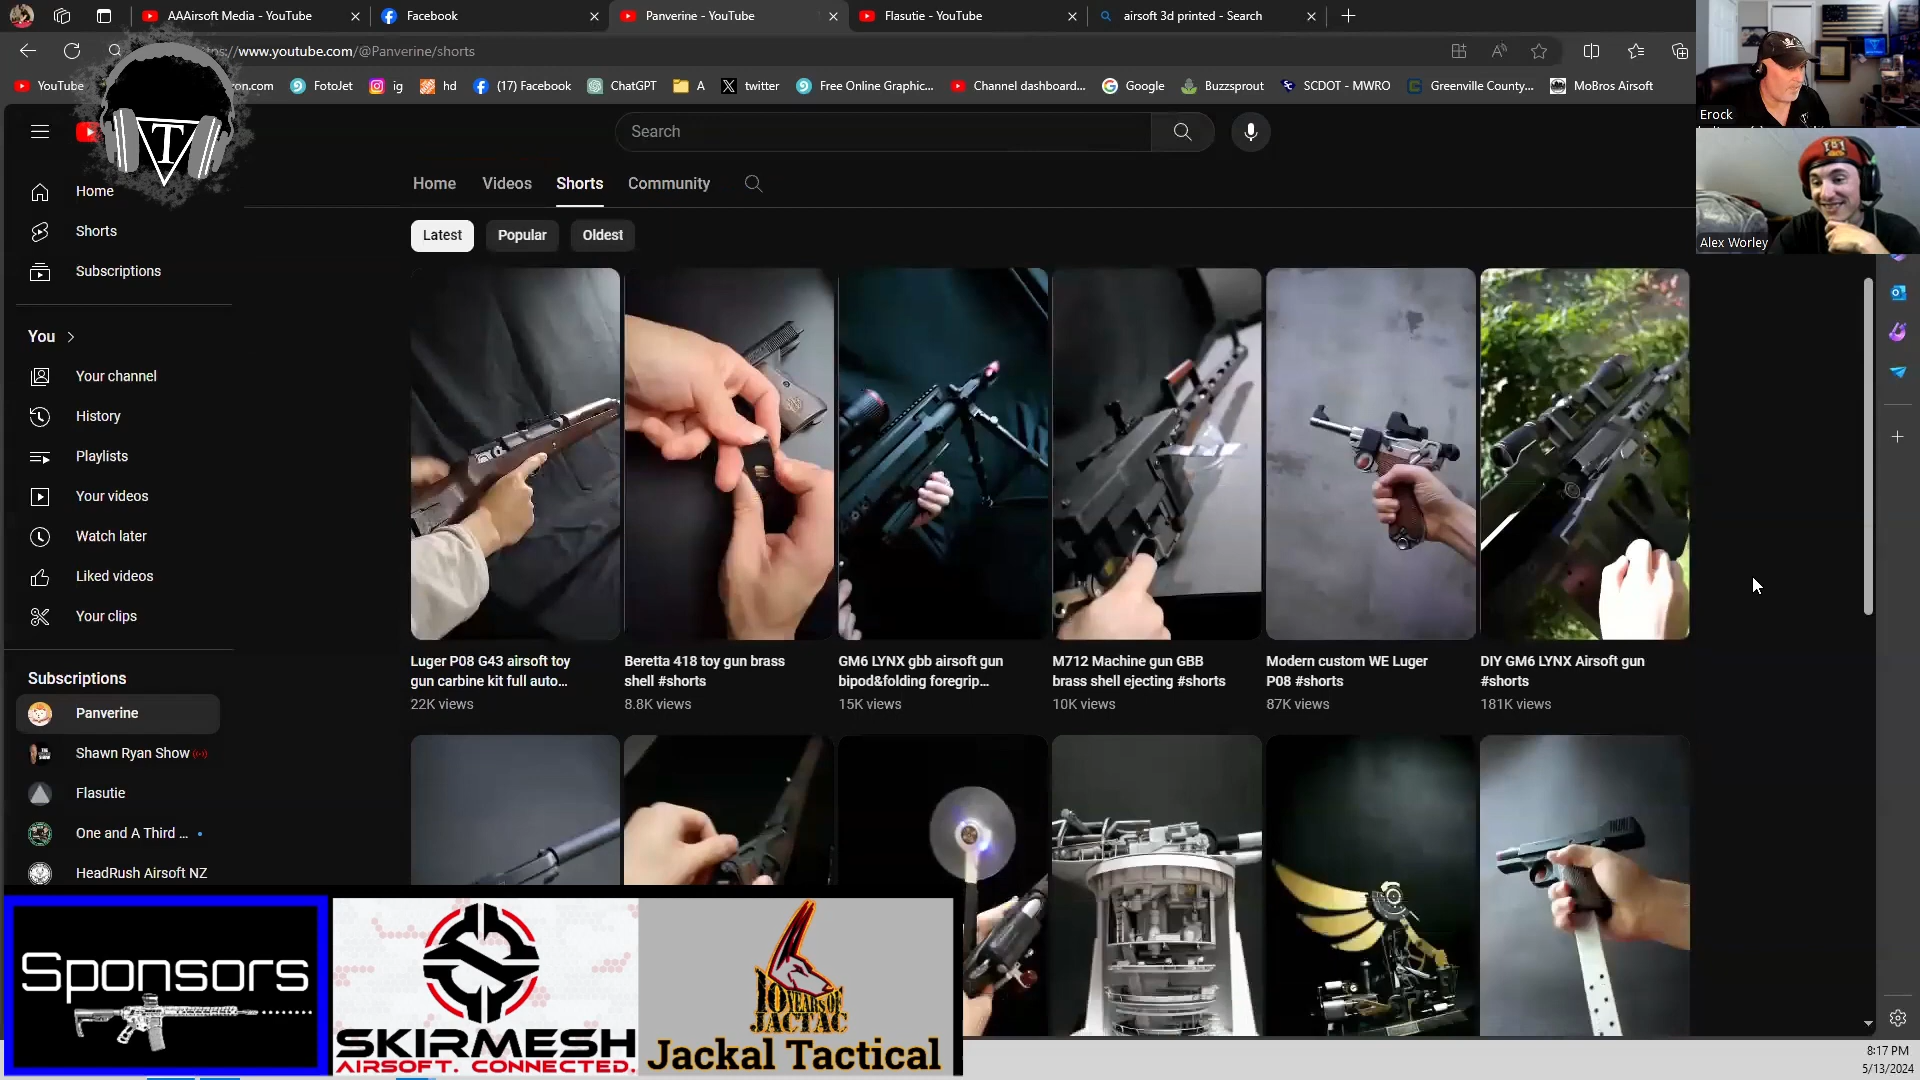 AAAirsoft Media - YouTube
Facebook
Panverine - YouTube
Flasutie - YouTube
airsoft 3d printed - Search
://www.youtube.com/@Panverine/shorts
YouTube
on.com
FotoJet
ig
hd
(17) Facebook
ChatGPT
A
twitter
Free Online Graphic...
Channel dashboard...
Google
Buzzsprout
SCDOT - MWRO
Greenville County...
MoBros Airsoft
Erock
Alex Worley
T
Search
Home
Videos
Shorts
Community
Latest
Popular
Oldest
Home
Shorts
Subscriptions
You
Your channel
History
Playlists
Your videos
Watch later
Liked videos
Your clips
Subscriptions
Panverine
Shawn Ryan Show
Flasutie
One and A Third ...
HeadRush Airsoft NZ
Luger P08 G43 airsoft toy
gun carbine kit full auto...
22K views
Beretta 418 toy gun brass
shell #shorts
8.8K views
GM6 LYNX gbb airsoft gun
bipod&folding foregrip...
15K views
M712 Machine gun GBB
brass shell ejecting #shorts
10K views
Modern custom WE Luger
P08 #shorts
87K views
DIY GM6 LYNX Airsoft gun
#shorts
181K views
Sponsors
SKIRMESH
AIRSOFT. CONNECTED.
10 YEARS OF
JACTAC
Jackal Tactical
8:17 PM
5/13/2024